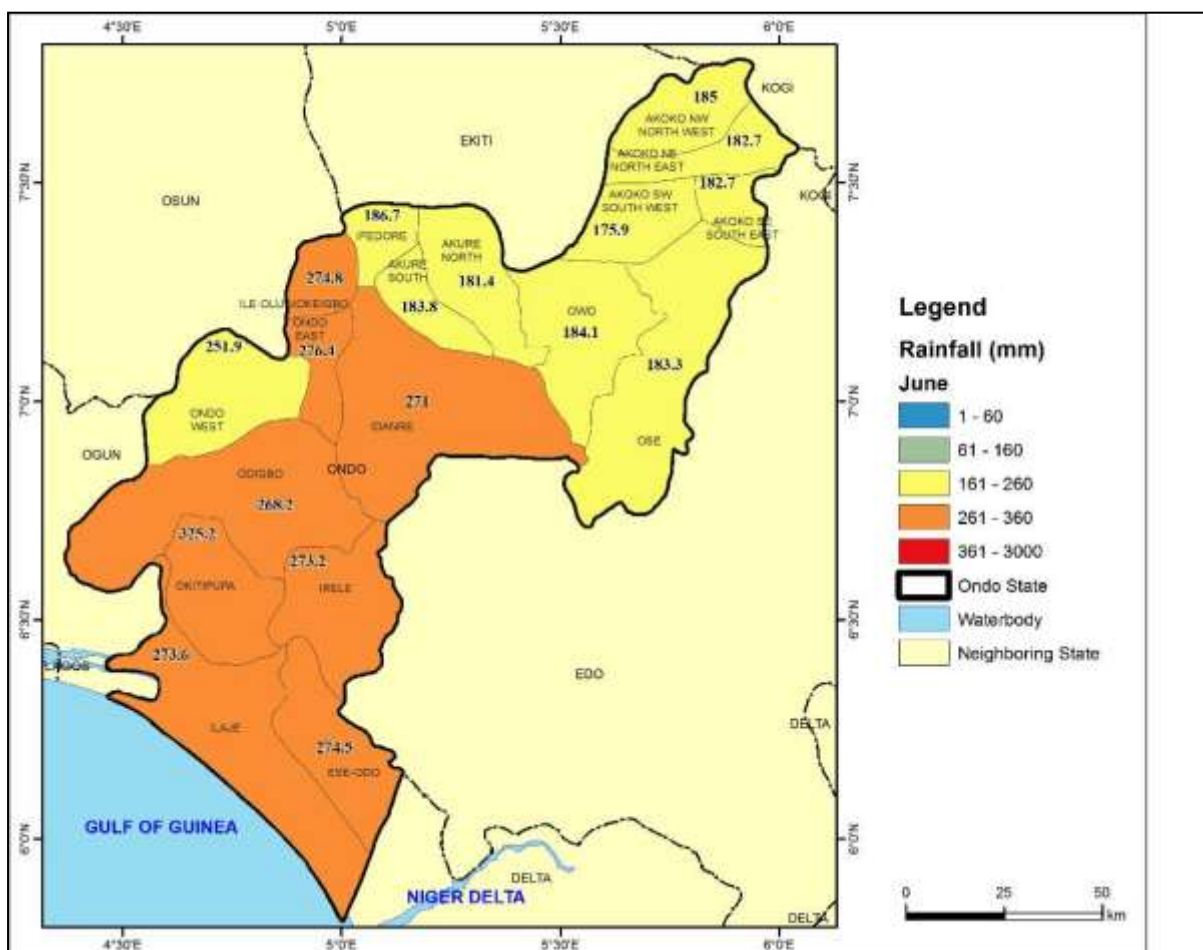 4°30'E 5°0'E 5°30'E 6°0'E
KOGI
185
AKOKO NW
NORTH WEST
EKITI
182.7
AKOKO NE
NORTH EAST
7°30'N
182.7
7°30'N
KOGI
OSUN
AKOKO SW
SOUTH WEST
186.7
IFEDORE
175.9
AKOKO SE
SOUTH EAST
AKURE
NORTH
AKURE
SOUTH
274.8
181.4
ILE OLUJI/OKEIGBO
183.8
OWO
ONDO
EAST
184.1
251.9
276.4
183.3
7°0'N
271
7°0'N
ONDO
WEST
IDANRE
OSE
OGUN
ODIGBO
ONDO
268.2
325.2
273.2
OKITIPUPA
IRELE
6°30'N
6°30'N
273.6
LAGOS
EDO
ILAJE
DELTA
274.5
ESE-ODO
GULF OF GUINEA
6°0'N
6°0'N
DELTA
NIGER DELTA
DELTA
4°30'E 5°0'E 5°30'E 6°0'E
Legend
Rainfall (mm)
June
1 - 60
61 - 160
161 - 260
261 - 360
361 - 3000
Ondo State
Waterbody
Neighboring State
0 25 50
km